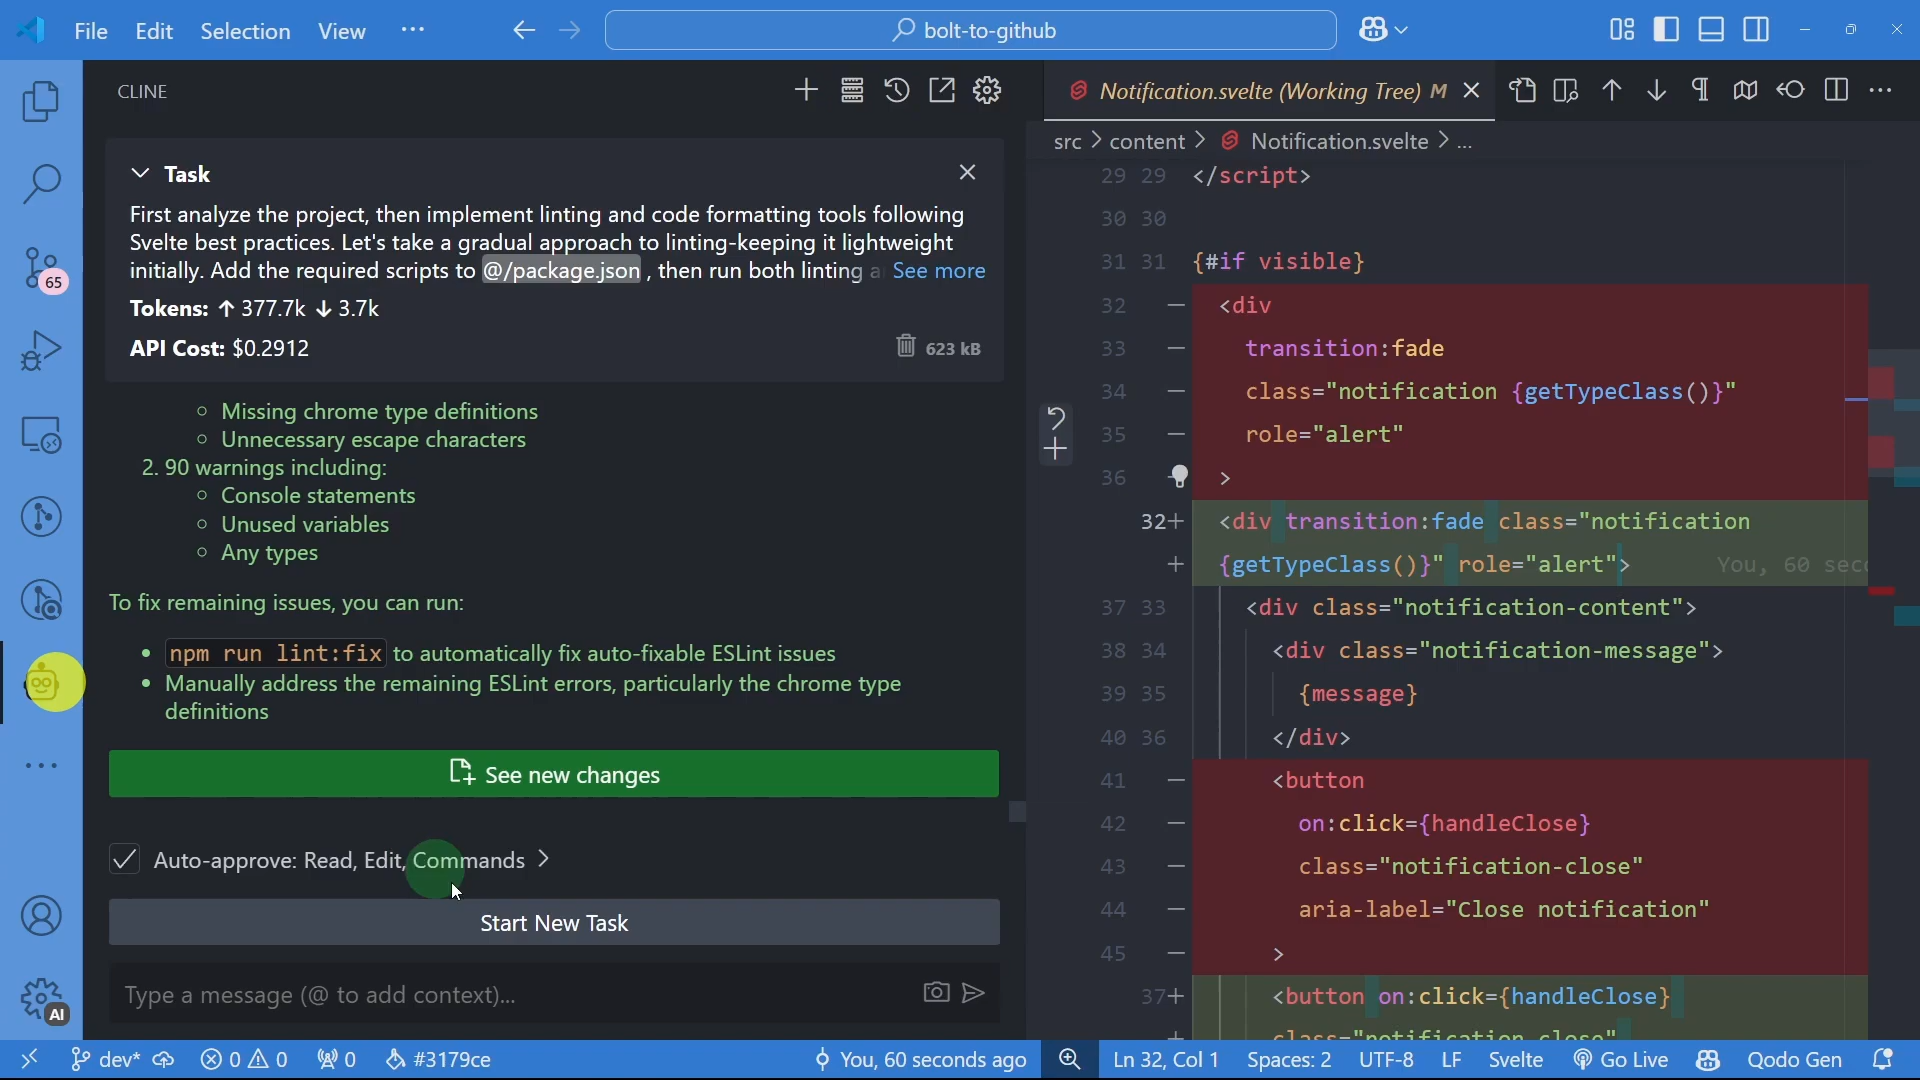 File Edit Selection View ···
bolt-to-github
CLINE
Task
First analyze the project, then implement linting and code formatting tools following
Svelte best practices. Let's take a gradual approach to linting-keeping it lightweight
initially. Add the required scripts to @/package.json , then run both linting a See more
Tokens: ↑ 377.7k ↓ 3.7k
API Cost: $0.2912
623 kB
Missing chrome type definitions
Unnecessary escape characters
2. 90 warnings including:
Console statements
Unused variables
Any types
To fix remaining issues, you can run:
npm run lint:fix to automatically fix auto-fixable ESLint issues
Manually address the remaining ESLint errors, particularly the chrome type
definitions
See new changes
Auto-approve: Read, Edit, Commands >
Start New Task
Type a message (@ to add context)...
65
AI
Notification.svelte (Working Tree) M
src > content > Notification.svelte > ...
29 29 </script>
30 30
31 31 {#if visible}
32 — <div
33 — transition:fade
34 — class="notification {getTypeClass()}"
35 — role="alert"
36 >
32+ <div transition:fade class="notification
+ {getTypeClass()}" role="alert"> You, 60 seco
37 33 <div class="notification-content">
38 34 <div class="notification-message">
39 35 {message}
40 36 </div>
41 — <button
42 — on:click={handleClose}
43 — class="notification-close"
44 — aria-label="Close notification"
45 — >
37+ <button on:click={handleClose}
+ class="notification-close"
dev* 0 0 0 #3179ce You, 60 seconds ago Ln 32, Col 1 Spaces: 2 UTF-8 LF Svelte Go Live Qodo Gen